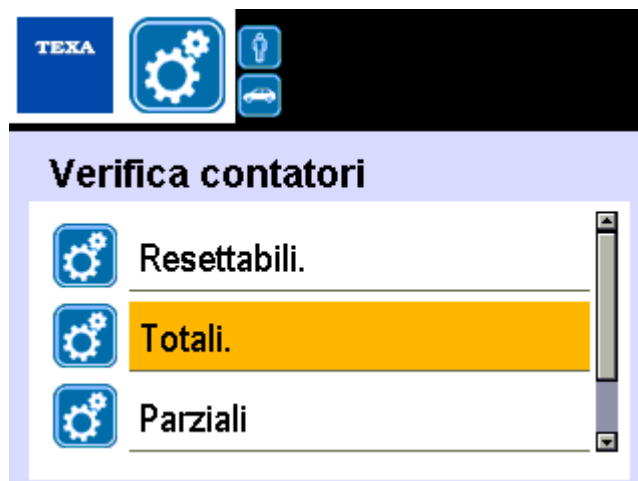 TEXA
Verifica contatori
Resettabili.
Totali.
Parziali